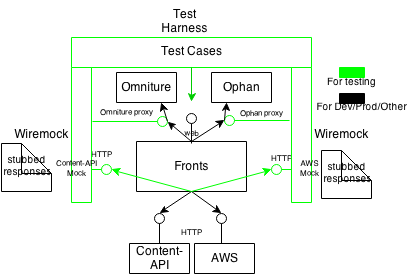 Test
Harness
Test Cases
Omniture
Ophan
For testing
For Dev/Prod/Other
Omniture proxy
Ophan proxy
web
Wiremock
Wiremock
stubbed
responses
Content-API
Mock
HTTP
Fronts
HTTP
AWS
Mock
stubbed
responses
HTTP
Content-
API
AWS